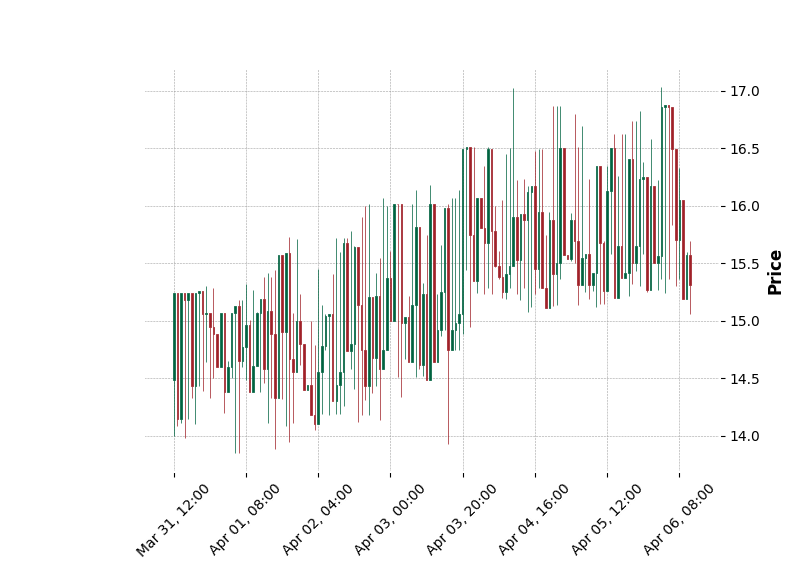 17.0
16.5
16.0
15.5
15.0
14.5
14.0
Price
Mar 31, 12:00
Apr 01, 08:00
Apr 02, 04:00
Apr 03, 00:00
Apr 03, 20:00
Apr 04, 16:00
Apr 05, 12:00
Apr 06, 08:00